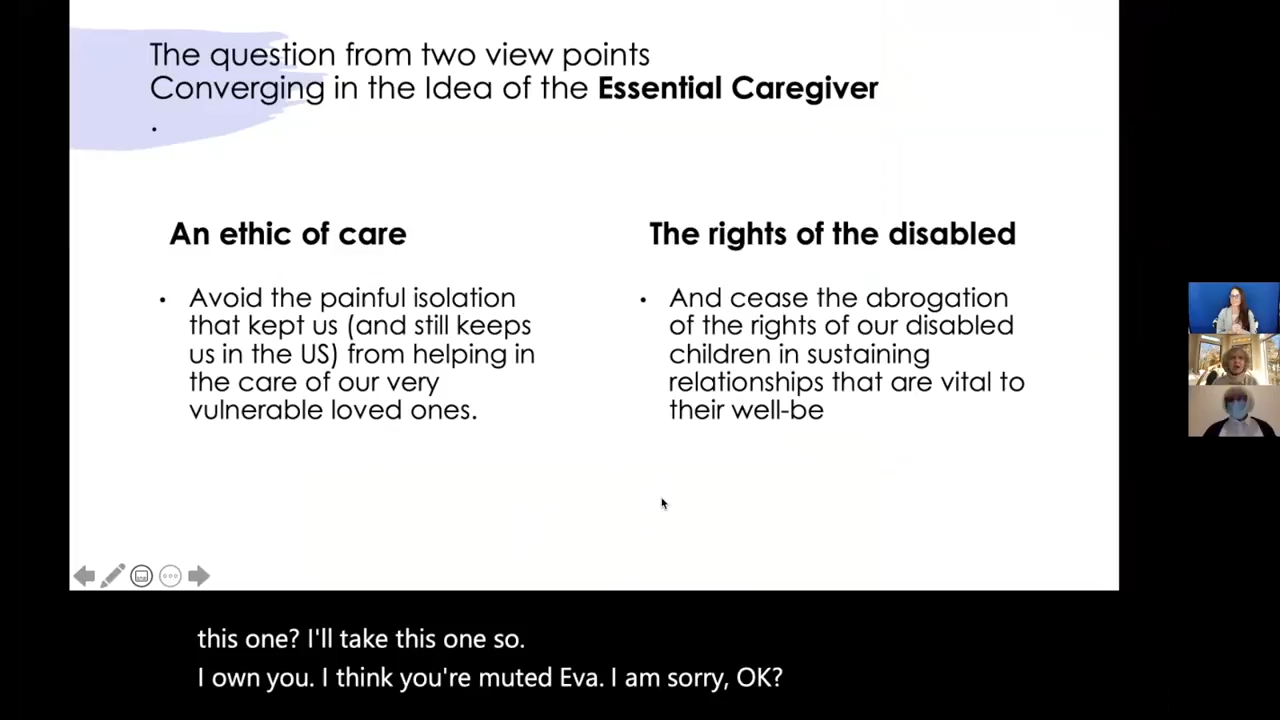 The question from two view points
Converging in the Idea of the Essential Caregiver
.
An ethic of care
• Avoid the painful isolation
that kept us (and still keeps
us in the US) from helping in
the care of our very
vulnerable loved ones.
The rights of the disabled
• And cease the abrogation
of the rights of our disabled
children in sustaining
relationships that are vital to
their well-be
this one? I'll take this one so.
I own you. I think you're muted Eva. I am sorry, OK?